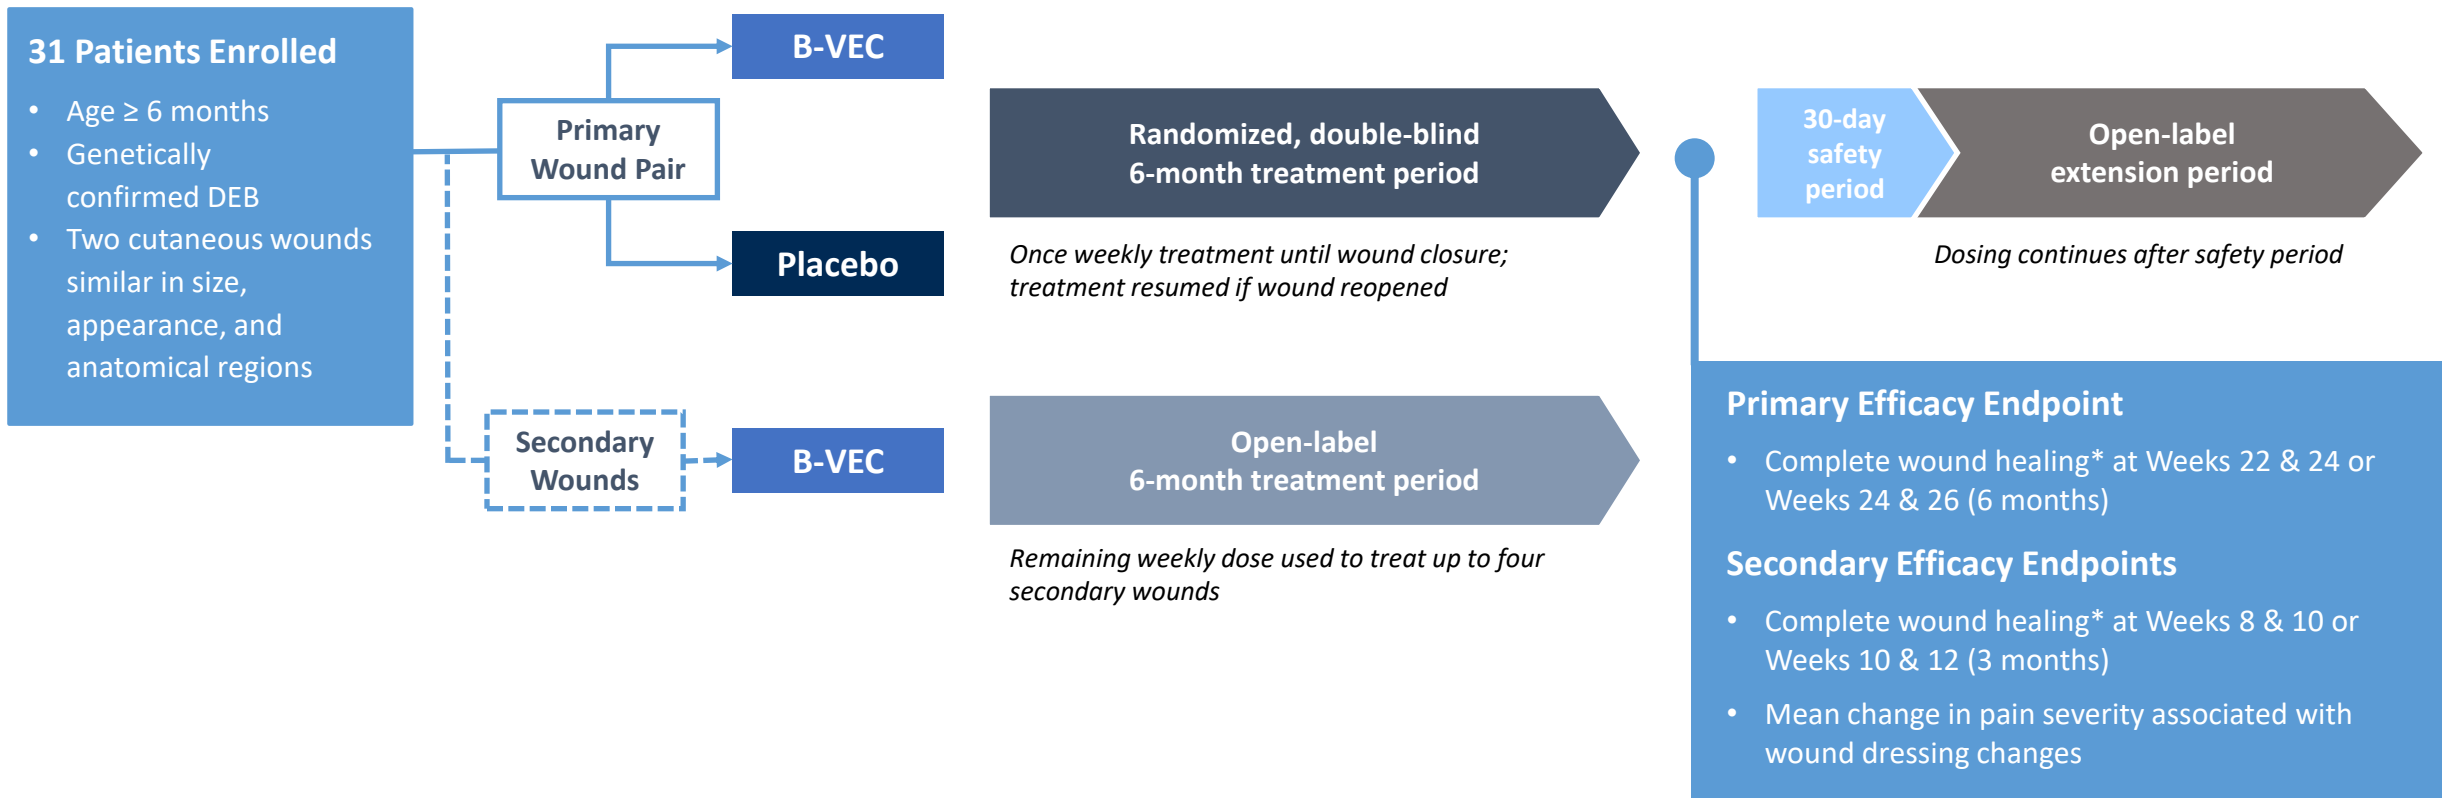 31 Patients Enrolled
• Age ≥ 6 months
• Genetically
confirmed DEB
• Two cutaneous wounds
similar in size,
appearance, and
anatomical regions
Primary
Wound Pair
B-VEC
Placebo
Randomized, double-blind
6-month treatment period
Once weekly treatment until wound closure;
treatment resumed if wound reopened
30-day
safety
period
Open-label
extension period
Dosing continues after safety period
Secondary
Wounds
B-VEC
Open-label
6-month treatment period
Remaining weekly dose used to treat up to four
secondary wounds
Primary Efficacy Endpoint
• Complete wound healing* at Weeks 22 & 24 or
Weeks 24 & 26 (6 months)
Secondary Efficacy Endpoints
• Complete wound healing* at Weeks 8 & 10 or
Weeks 10 & 12 (3 months)
• Mean change in pain severity associated with
wound dressing changes